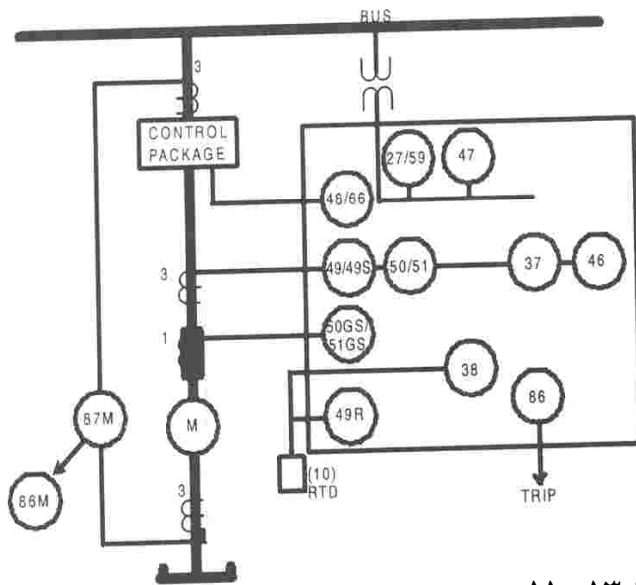 BUS
3
CONTROL
PACKAGE
27/59
47
48/66
3
49/49S
50/51
37
46
1
50GS/
51GS
38
86
87M
M
49R
3
(10)
RTD
86M
TRIP